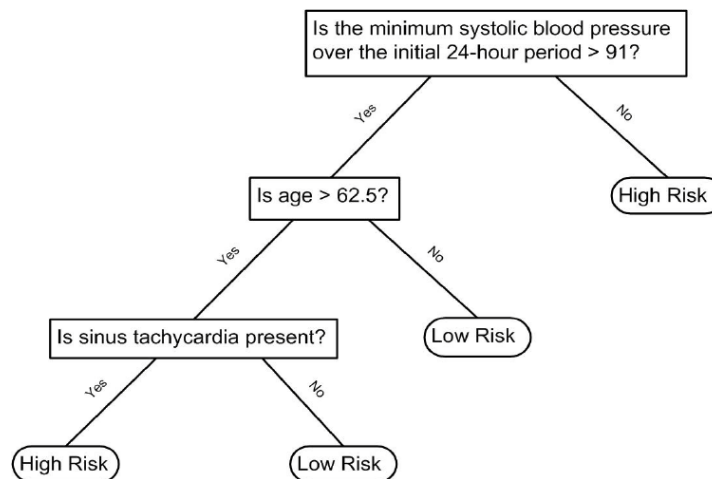 Is the minimum systolic blood pressure
over the initial 24-hour period > 91?
Yes
No
Is age > 62.5?
High Risk
Yes
No
Is sinus tachycardia present?
Low Risk
Yes
No
High Risk
Low Risk